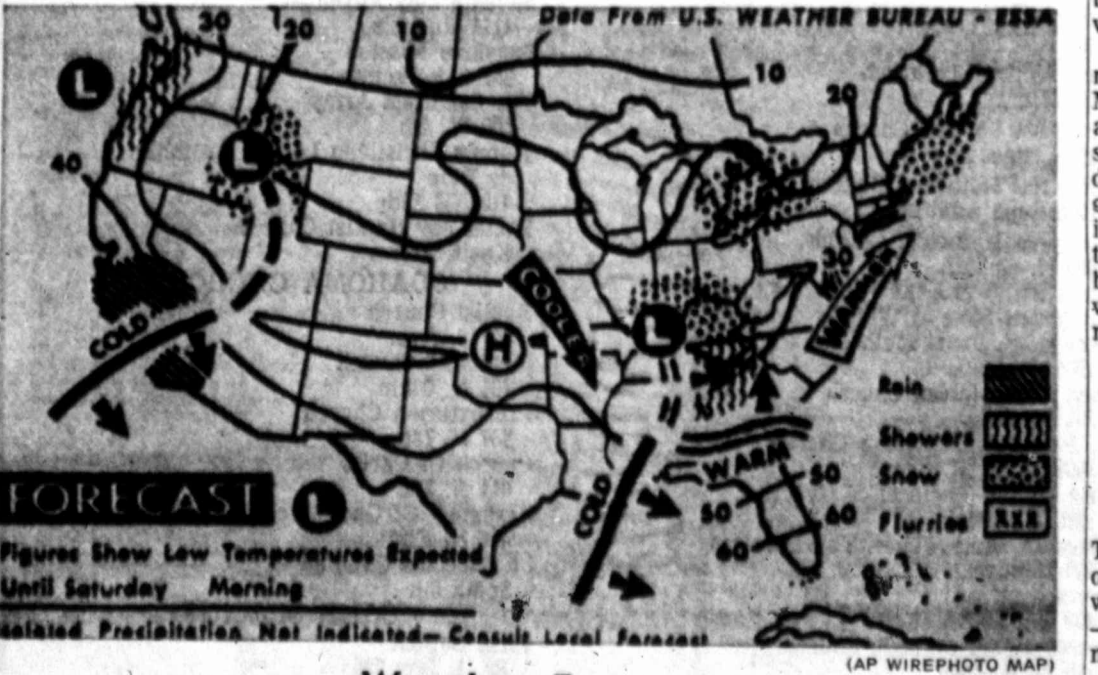 Data From U.S. WEATHER BUREAU - ESSA
30
20
10
10
20
L
L
40
30
WARMER
COOLER
L
COLD
H
Rain
Showers
Snow
Flurries
WARM
COLD
50
50
60
60
FORECAST
L
Figures Show Low Temperatures Expected
Until Saturday Morning
Isolated Precipitation Not Indicated— Consult Local Forecast
(AP WIREPHOTO MAP)